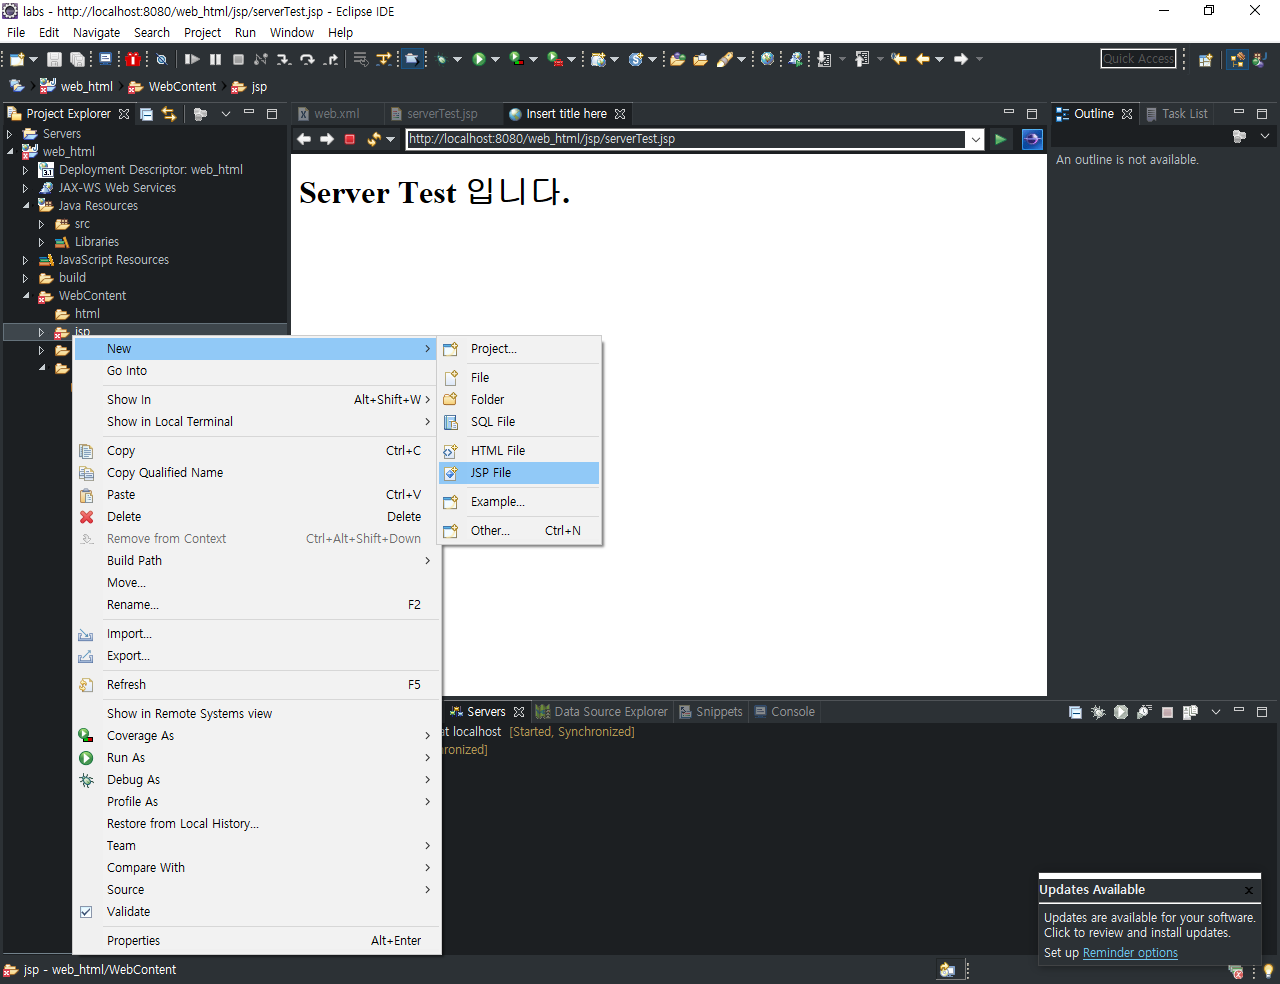 labs - http://localhost:8080/web_html/jsp/serverTest.jsp - Eclipse IDE
File Edit Navigate Search Project Run Window Help
Quick Access
web_html WebContent jsp
Project Explorer
web.xml serverTest.jsp Insert title here
Outline Task List
Servers
web_html
Deployment Descriptor: web_html
JAX-WS Web Services
Java Resources
src
Libraries
JavaScript Resources
build
WebContent
html
jsp
http://localhost:8080/web_html/jsp/serverTest.jsp
Server Test 입니다.
An outline is not available.
New
Go Into
Show In Alt+Shift+W
Show in Local Terminal
Copy Ctrl+C
Copy Qualified Name
Paste Ctrl+V
Delete Delete
Remove from Context Ctrl+Alt+Shift+Down
Build Path
Move...
Rename... F2
Import...
Export...
Refresh F5
Show in Remote Systems view
Coverage As
Run As
Debug As
Profile As
Restore from Local History...
Team
Compare With
Source
Validate
Properties Alt+Enter
Project...
File
Folder
SQL File
HTML File
JSP File
Example...
Other... Ctrl+N
Servers Data Source Explorer Snippets Console
at localhost [Started, Synchronized]
hronized]
Updates Available
Updates are available for your software.
Click to review and install updates.
Set up Reminder options
jsp - web_html/WebContent